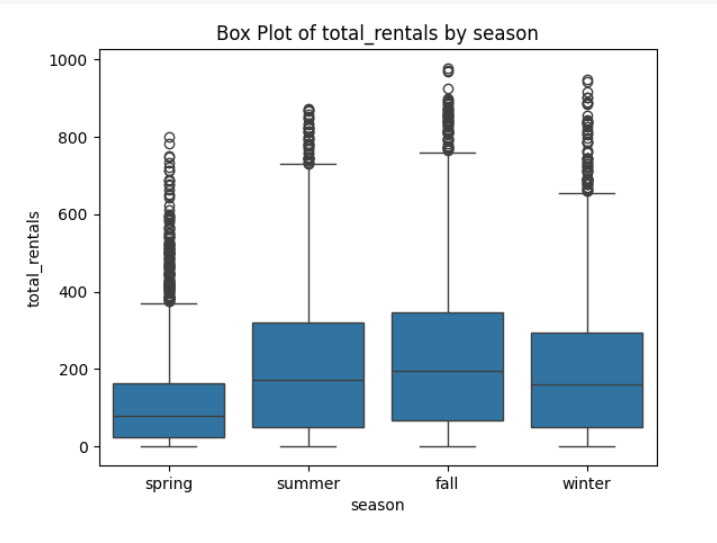 Box Plot of total_rentals by season
1000
800
600
400
200
0
total_rentals
spring summer fall winter
season